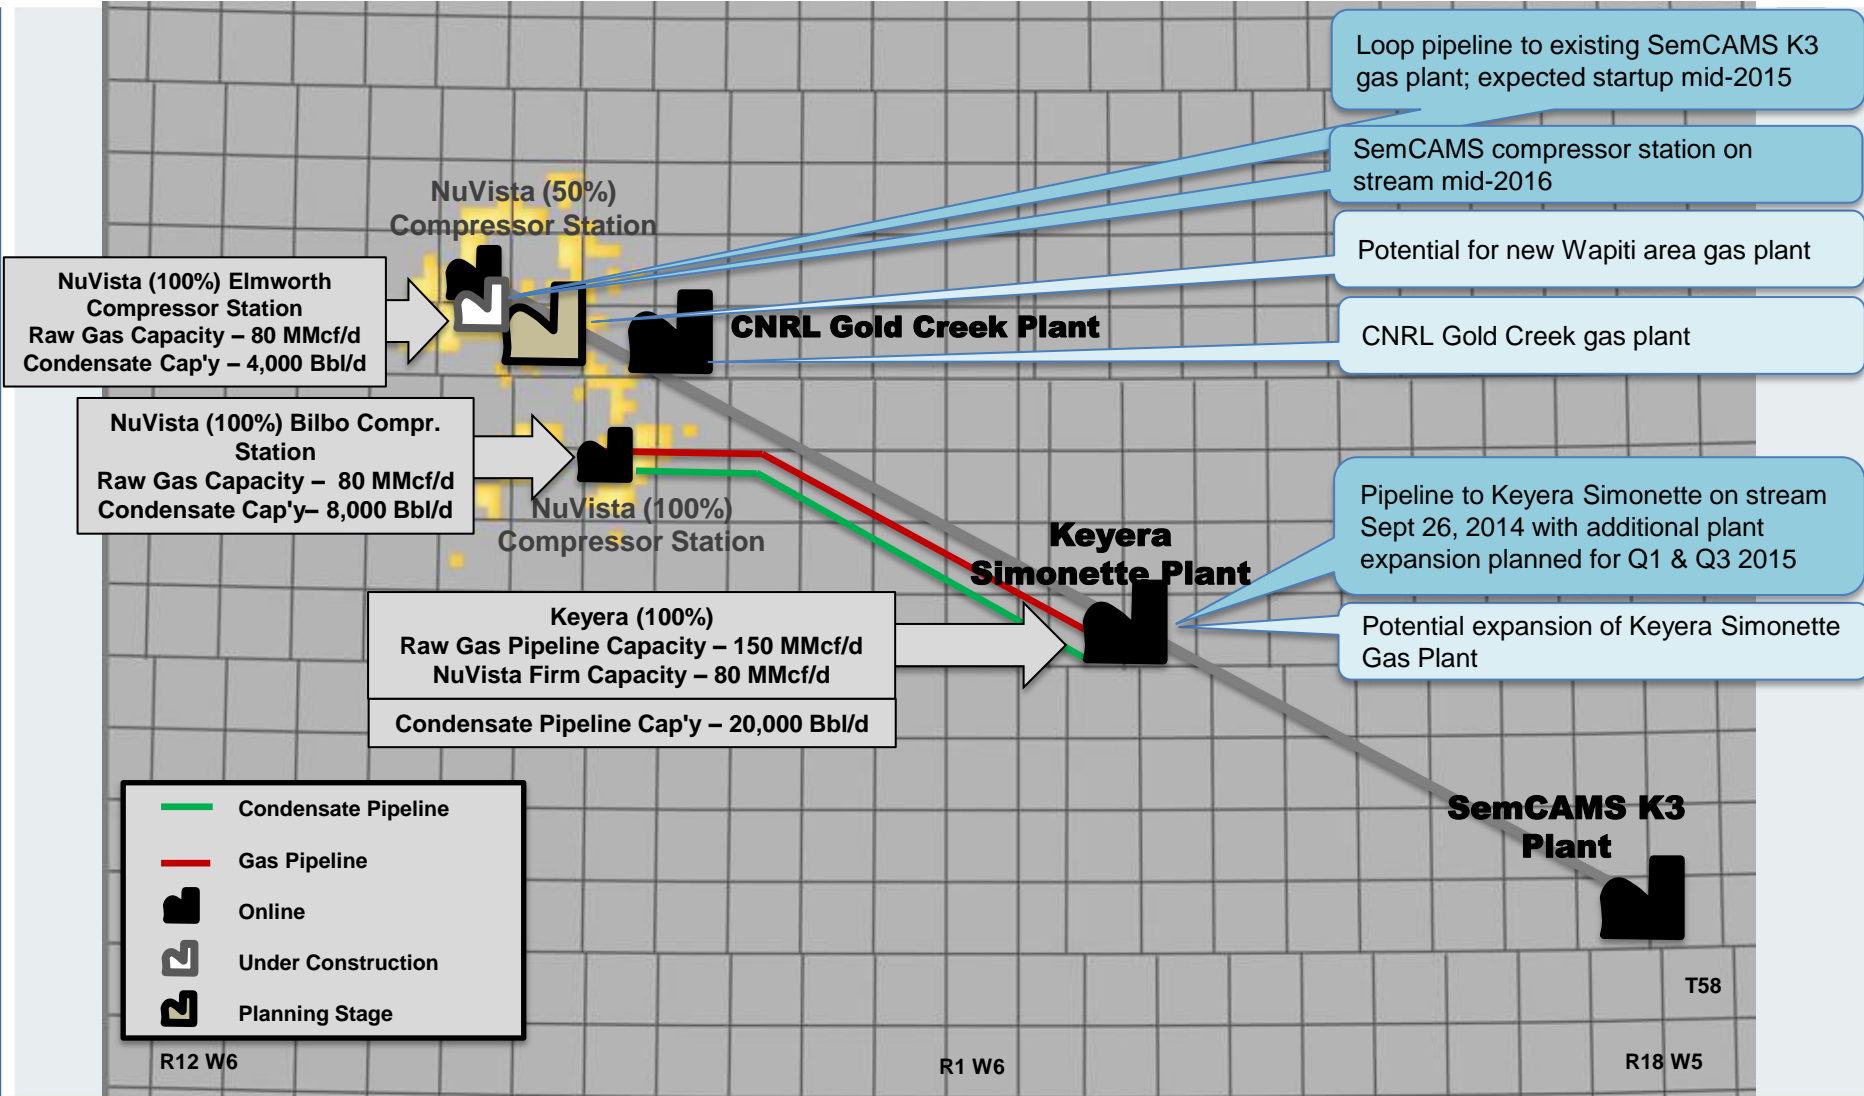 Loop pipeline to existing SemCAMS K3
gas plant; expected startup mid-2015
SemCAMS compressor station on
stream mid-2016
Potential for new Wapiti area gas plant
CNRL Gold Creek gas plant
NuVista (50%)
Compressor Station
NuVista (100%) Elmworth
Compressor Station
Raw Gas Capacity – 80 MMcf/d
Condensate Cap'y – 4,000 Bbl/d
CNRL Gold Creek Plant
NuVista (100%) Bilbo Compr.
Station
Raw Gas Capacity – 80 MMcf/d
Condensate Cap'y– 8,000 Bbl/d
NuVista (100%)
Compressor Station
Keyera
Simonette Plant
Pipeline to Keyera Simonette on stream
Sept 26, 2014 with additional plant
expansion planned for Q1 & Q3 2015
Potential expansion of Keyera Simonette
Gas Plant
Keyera (100%)
Raw Gas Pipeline Capacity – 150 MMcf/d
NuVista Firm Capacity – 80 MMcf/d
Condensate Pipeline Cap'y – 20,000 Bbl/d
SemCAMS K3
Plant
Condensate Pipeline
Gas Pipeline
Online
Under Construction
Planning Stage
T58
R12 W6
R1 W6
R18 W5